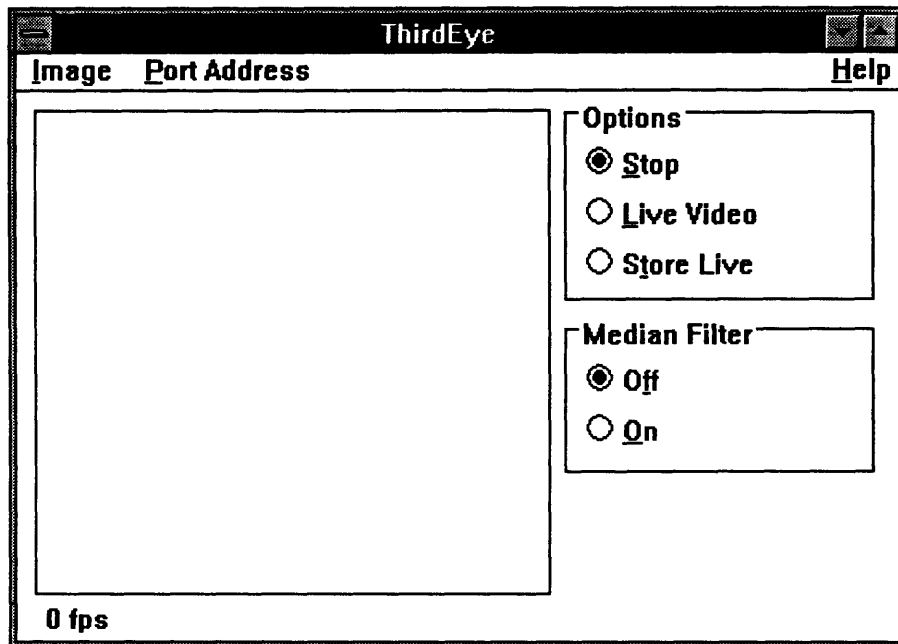 ThirdEye
Image Port Address Help
Options
Stop
Live Video
Store Live
Median Filter
Off
On
0 fps